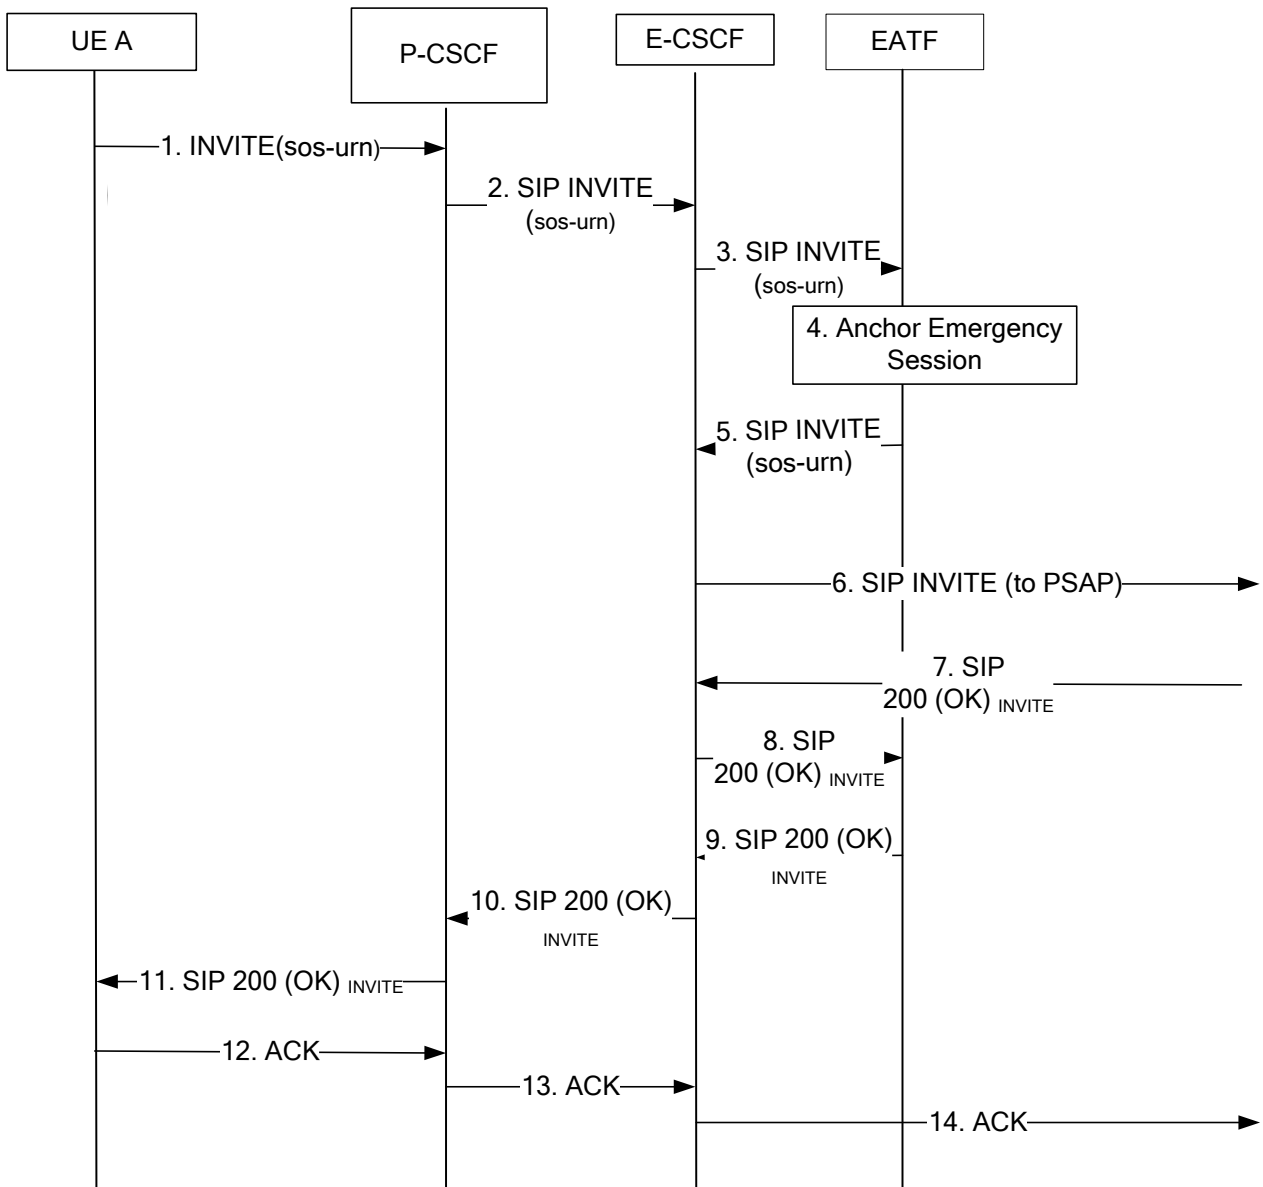 UE A
P-CSCF
E-CSCF
EATF
1. INVITE(sos-urn)
2. SIP INVITE
(sos-urn)
3. SIP INVITE
(sos-urn)
4. Anchor Emergency
Session
5. SIP INVITE
(sos-urn)
6. SIP INVITE (to PSAP)
7. SIP
200 (OK) INVITE
8. SIP
200 (OK) INVITE
9. SIP 200 (OK)
INVITE
10. SIP 200 (OK)
INVITE
11. SIP 200 (OK) INVITE
12. ACK
13. ACK
14. ACK